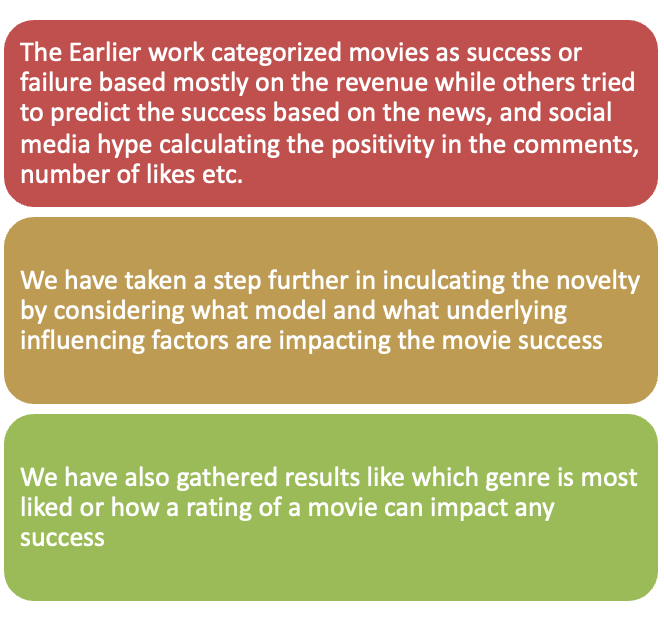 The Earlier work categorized movies as success or
failure based mostly on the revenue while others tried
to predict the success based on the news, and social
media hype calculating the positivity in the comments,
number of likes etc.
We have taken a step further in inculcating the novelty
by considering what model and what underlying
influencing factors are impacting the movie success
We have also gathered results like which genre is most
liked or how a rating of a movie can impact any
success